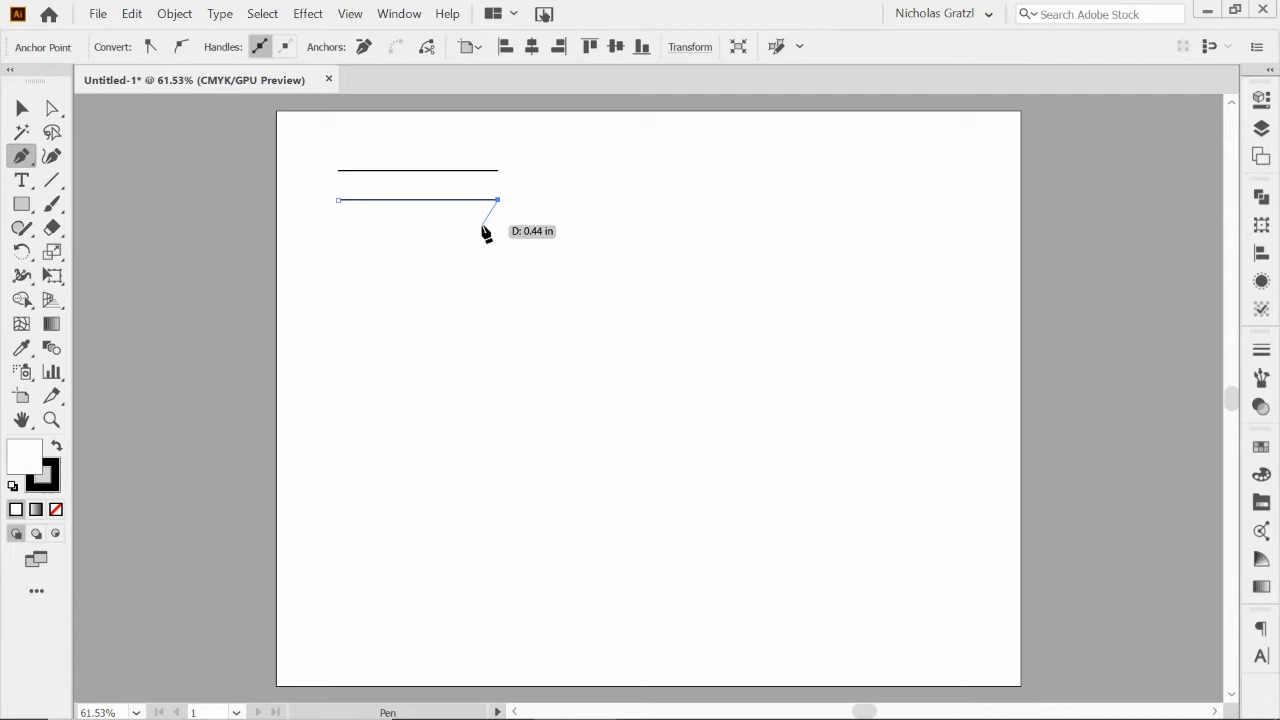 Ai File Edit Object Type Select Effect View Window Help Nicholas Gratzl Search Adobe Stock
Anchor Point Convert: Handles: Anchors: Transform
Untitled-1* @ 61.53% (CMYK/GPU Preview)
D: 0.44 in
61.53% 1 Pen